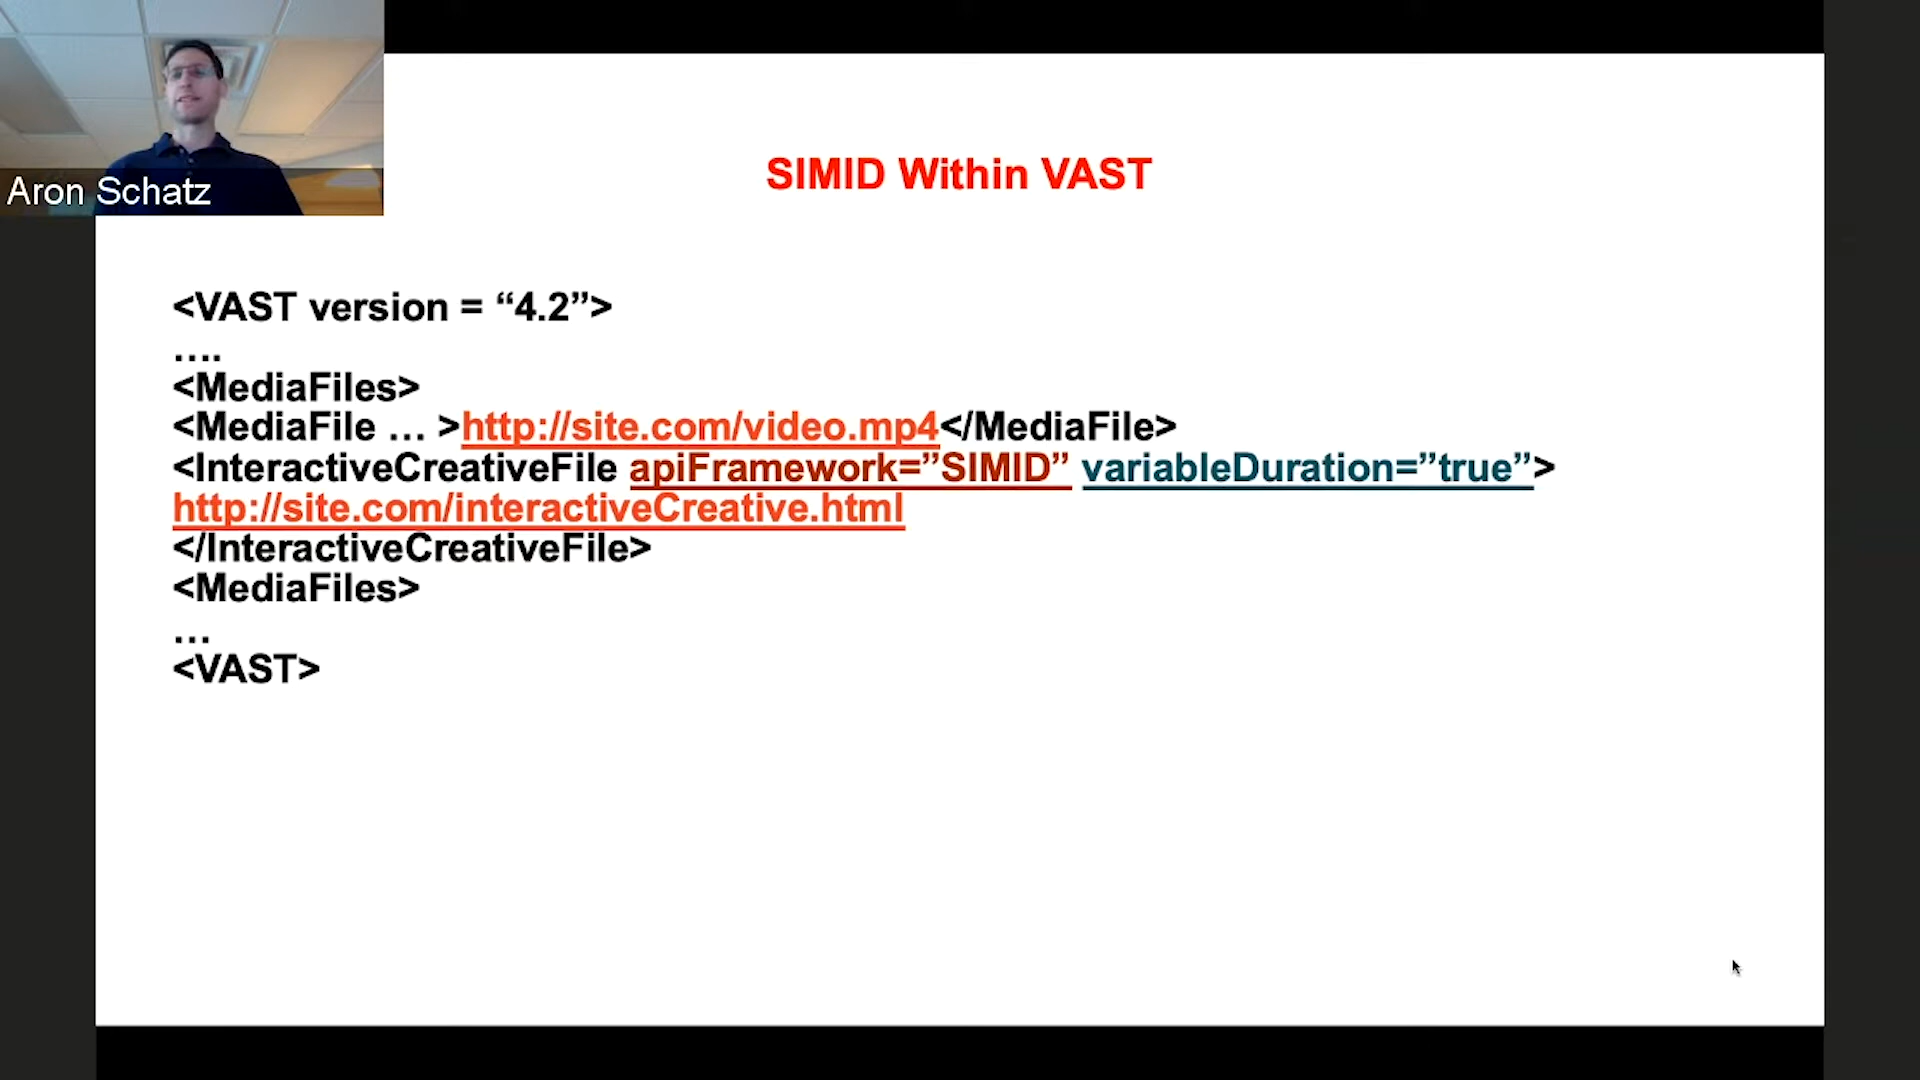 Aron Schatz
SIMID Within VAST
<VAST version = “4.2”>
….
<MediaFiles>
<MediaFile … >http://site.com/video.mp4</MediaFile>
<InteractiveCreativeFile apiFramework=”SIMID” variableDuration=”true”>
http://site.com/interactiveCreative.html
</InteractiveCreativeFile>
<MediaFiles>
…
<VAST>